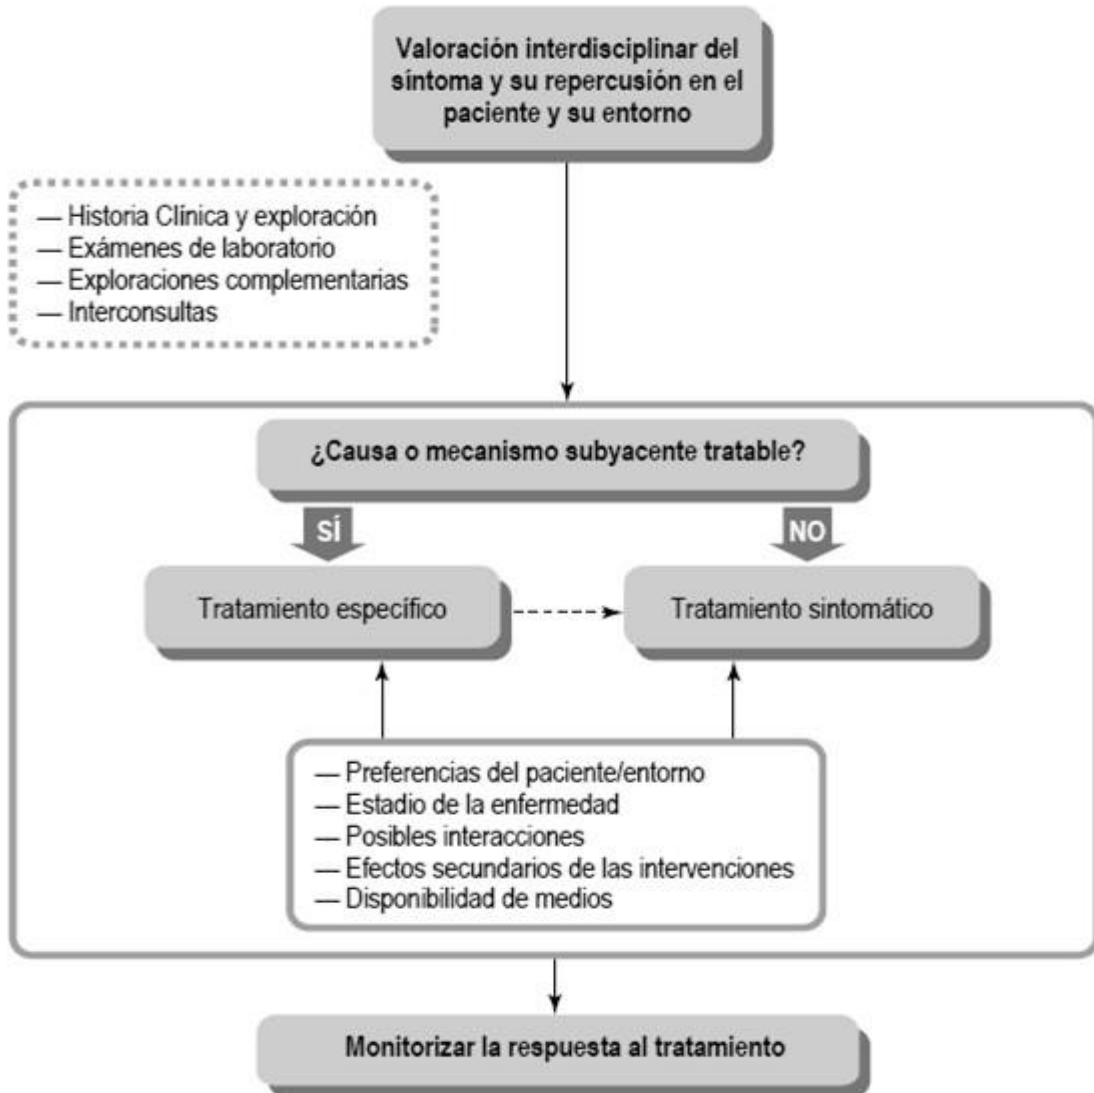 Valoración interdisciplinar del
síntoma y su repercusión en el
paciente y su entorno
— Historia Clínica y exploración
— Exámenes de laboratorio
— Exploraciones complementarias
— Interconsultas
¿Causa o mecanismo subyacente tratable?
SÍ
NO
Tratamiento específico
Tratamiento sintomático
— Preferencias del paciente/entorno
— Estadio de la enfermedad
— Posibles interacciones
— Efectos secundarios de las intervenciones
— Disponibilidad de medios
Monitorizar la respuesta al tratamiento